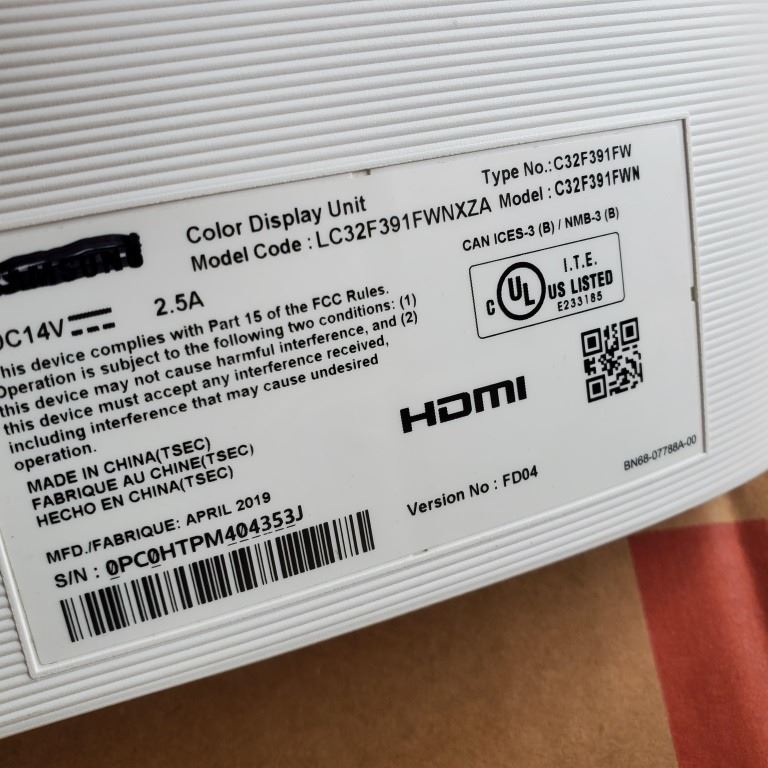 SAMSUNG
Color Display Unit
Model Code : LC32F391FWNXZA
Type No.:C32F391FW
Model : C32F391FWN
DC14V
2.5A
CAN ICES-3 (B) / NMB-3 (B)
C UL US LISTED
I.T.E.
E233185
This device complies with Part 15 of the FCC Rules.
Operation is subject to the following two conditions: (1)
this device may not cause harmful interference, and (2)
this device must accept any interference received,
including interference that may cause undesired
operation.
HDMI
MADE IN CHINA(TSEC)
FABRIQUE AU CHINE(TSEC)
HECHO EN CHINA(TSEC)
MFD./FABRIQUE: APRIL 2019
S/N : 0PC0HTPM404353J
Version No : FD04
BN68-07788A-00